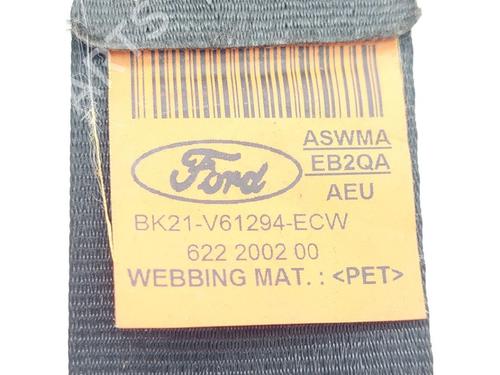 ASWMA
EB2QA
AEU
Ford
BK21-V61294-ECW
622 2002 00
WEBBING MAT. : <PET>